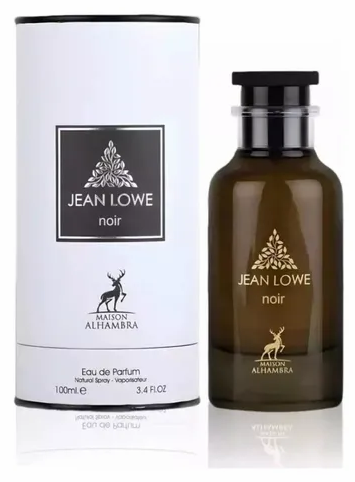 JEAN LOWE
noir
MAISON
ALHAMBRA
Eau de Parfum
Natural Spray - Vaporisateur
100ml.e 3.4 FL.OZ
JEAN LOWE
noir
MAISON
ALHAMBRA